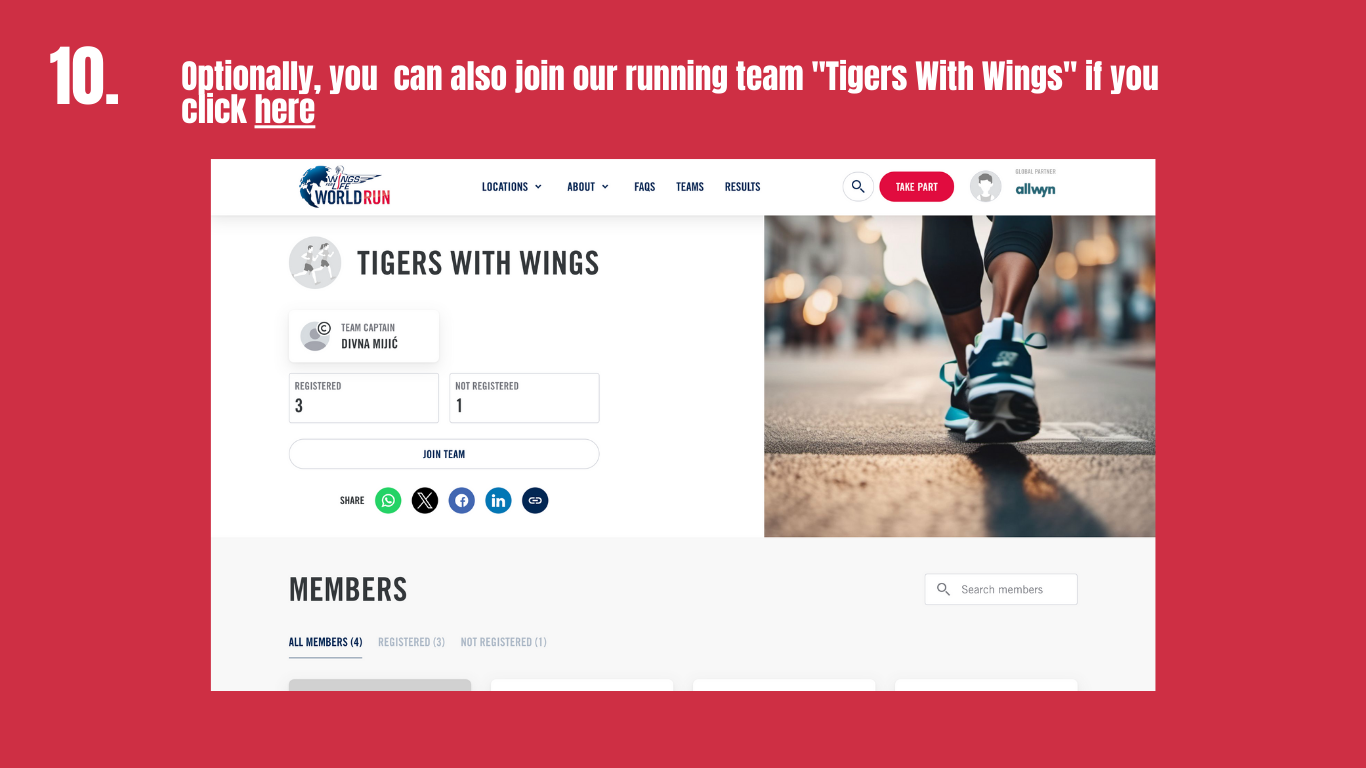 10.
Optionally, you  can also join our running team "Tigers With Wings" if you
click here
WINGS
FOR
LIFE
WORLD RUN
LOCATIONS
ABOUT
FAQS
TEAMS
RESULTS
TAKE PART
GLOBAL PARTNER
allwyn
TIGERS WITH WINGS
C
TEAM CAPTAIN
DIVNA MIJIĆ
REGISTERED
3
NOT REGISTERED
1
JOIN TEAM
SHARE
MEMBERS
Search members
ALL MEMBERS (4)
REGISTERED (3)
NOT REGISTERED (1)